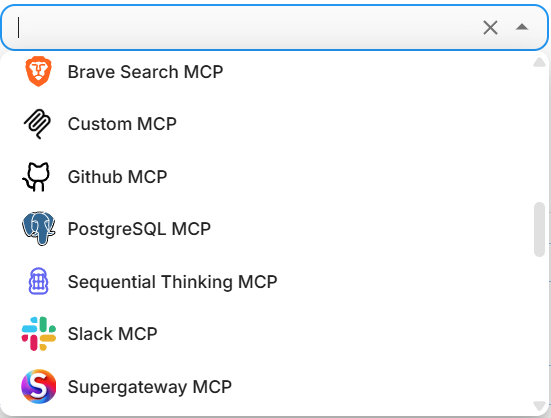 Brave Search MCP
Custom MCP
Github MCP
PostgreSQL MCP
Sequential Thinking MCP
Slack MCP
Supergateway MCP